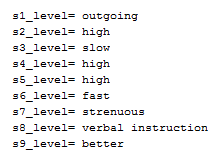 s1_level= outgoing
s2_level= high
s3_level= slow
s4_level= high
s5_level= high
s6_level= fast
s7_level= strenuous
s8_level= verbal instruction
s9_level= better